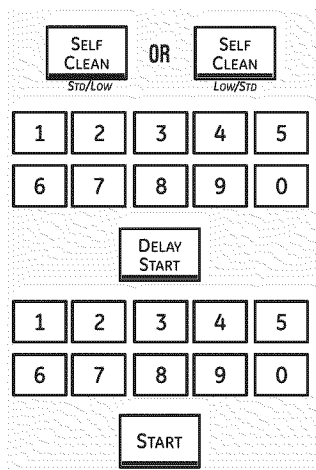 SELF CLEAN OR SELF CLEAN
STD/LOW LOW/STD
1 2 3 4 5
6 7 8 9 0
DELAY
START
1 2 3 4 5
6 7 8 9 0
START